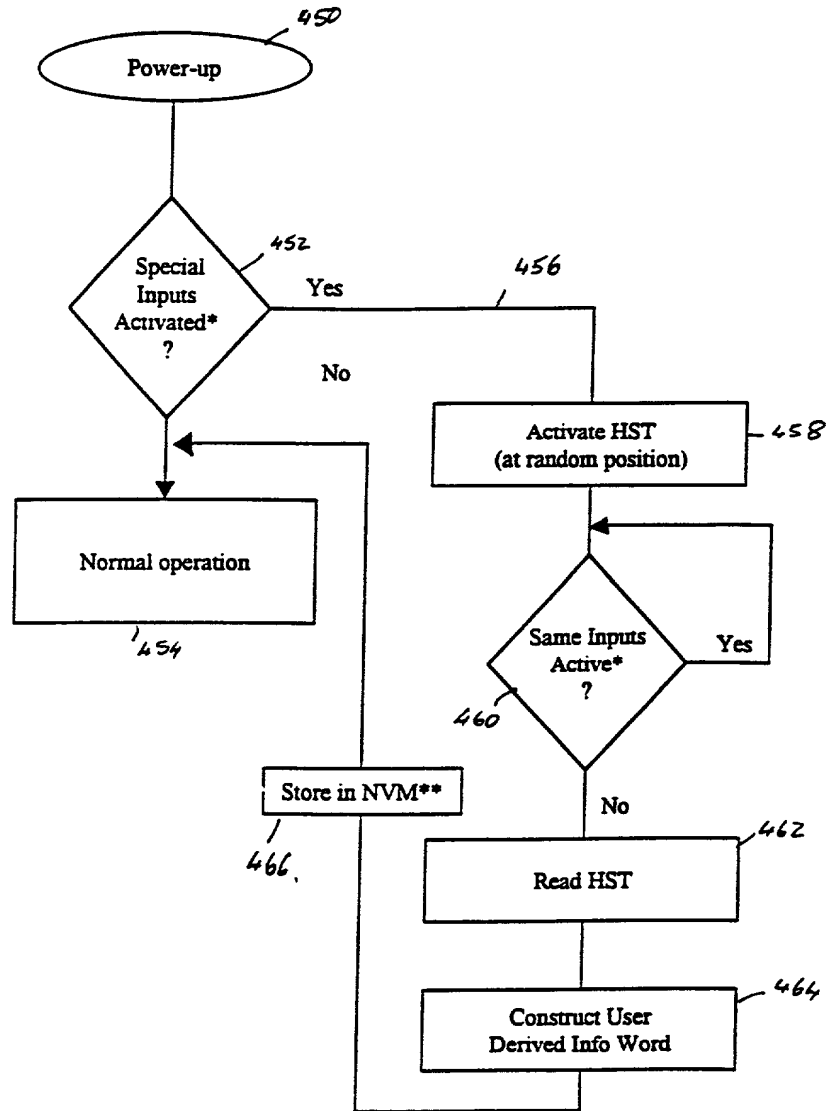 450
Power-up
452
Special
Inputs
Activated*
?
Yes
456
No
Activate HST
(at random position)
458
Normal operation
454
Same Inputs
Active*
?
Yes
460
Store in NVM**
466.
No
462
Read HST
464
Construct User
Derived Info Word